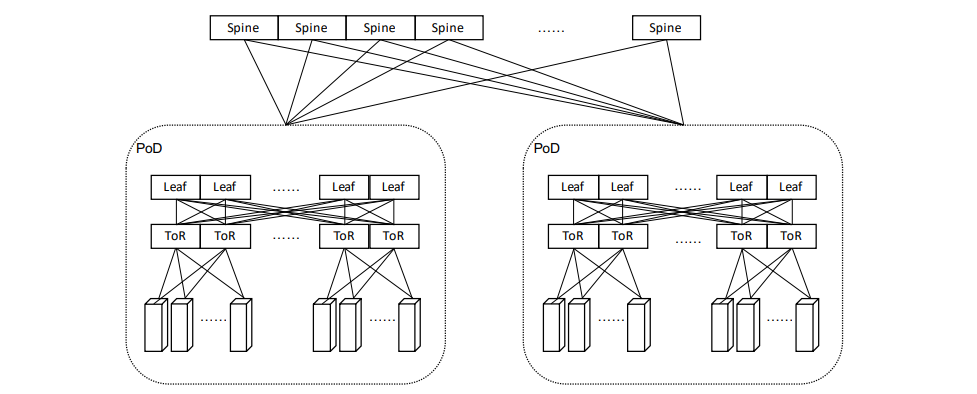 Spine Spine Spine Spine ...... Spine
PoD PoD
Leaf Leaf ...... Leaf Leaf Leaf Leaf ...... Leaf Leaf
ToR ToR ...... ToR ToR ToR ToR ...... ToR ToR
...... ...... ...... ......